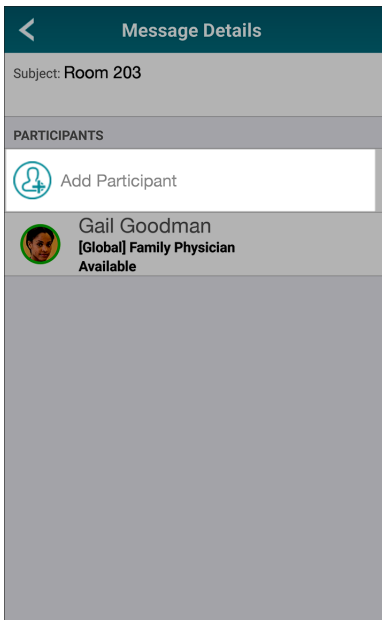 Message Details
Subject: Room 203
PARTICIPANTS
Add Participant
Gail Goodman
[Global] Family Physician
Available